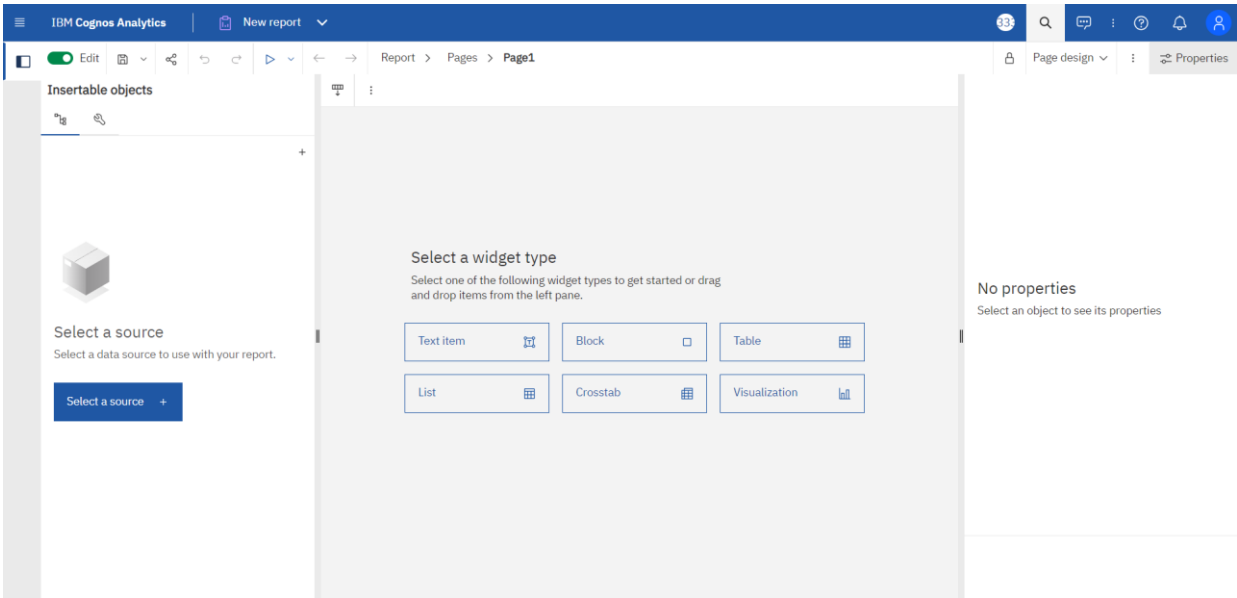 IBM Cognos Analytics
New report
Edit
Report > Pages > Page1
Page design
Properties
Insertable objects
Select a source
Select a data source to use with your report.
Select a source +
Select a widget type
Select one of the following widget types to get started or drag
and drop items from the left pane.
Text item
Block
Table
List
Crosstab
Visualization
No properties
Select an object to see its properties